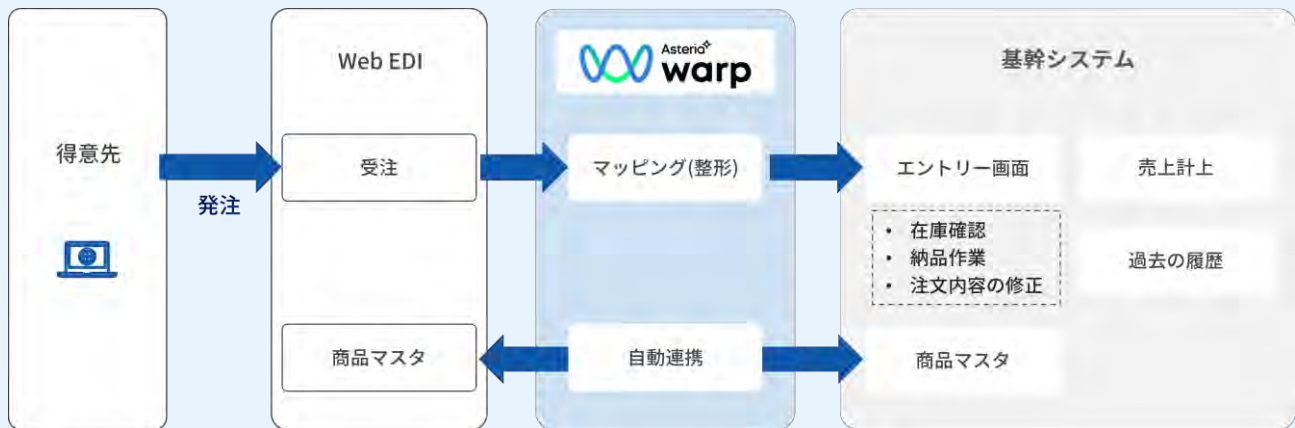 得意先
発注
Web EDI
受注
商品マスタ
Asteria
warp
マッピング(整形)
自動連携
基幹システム
エントリー画面
• 在庫確認
• 納品作業
• 注文内容の修正
商品マスタ
売上計上
過去の履歴